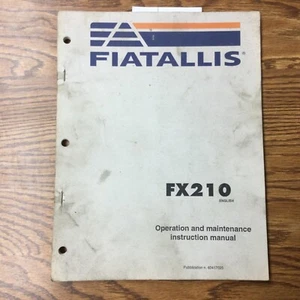 FIATALLIS®
FX210
ENGLISH
Operation and maintenance
instruction manual